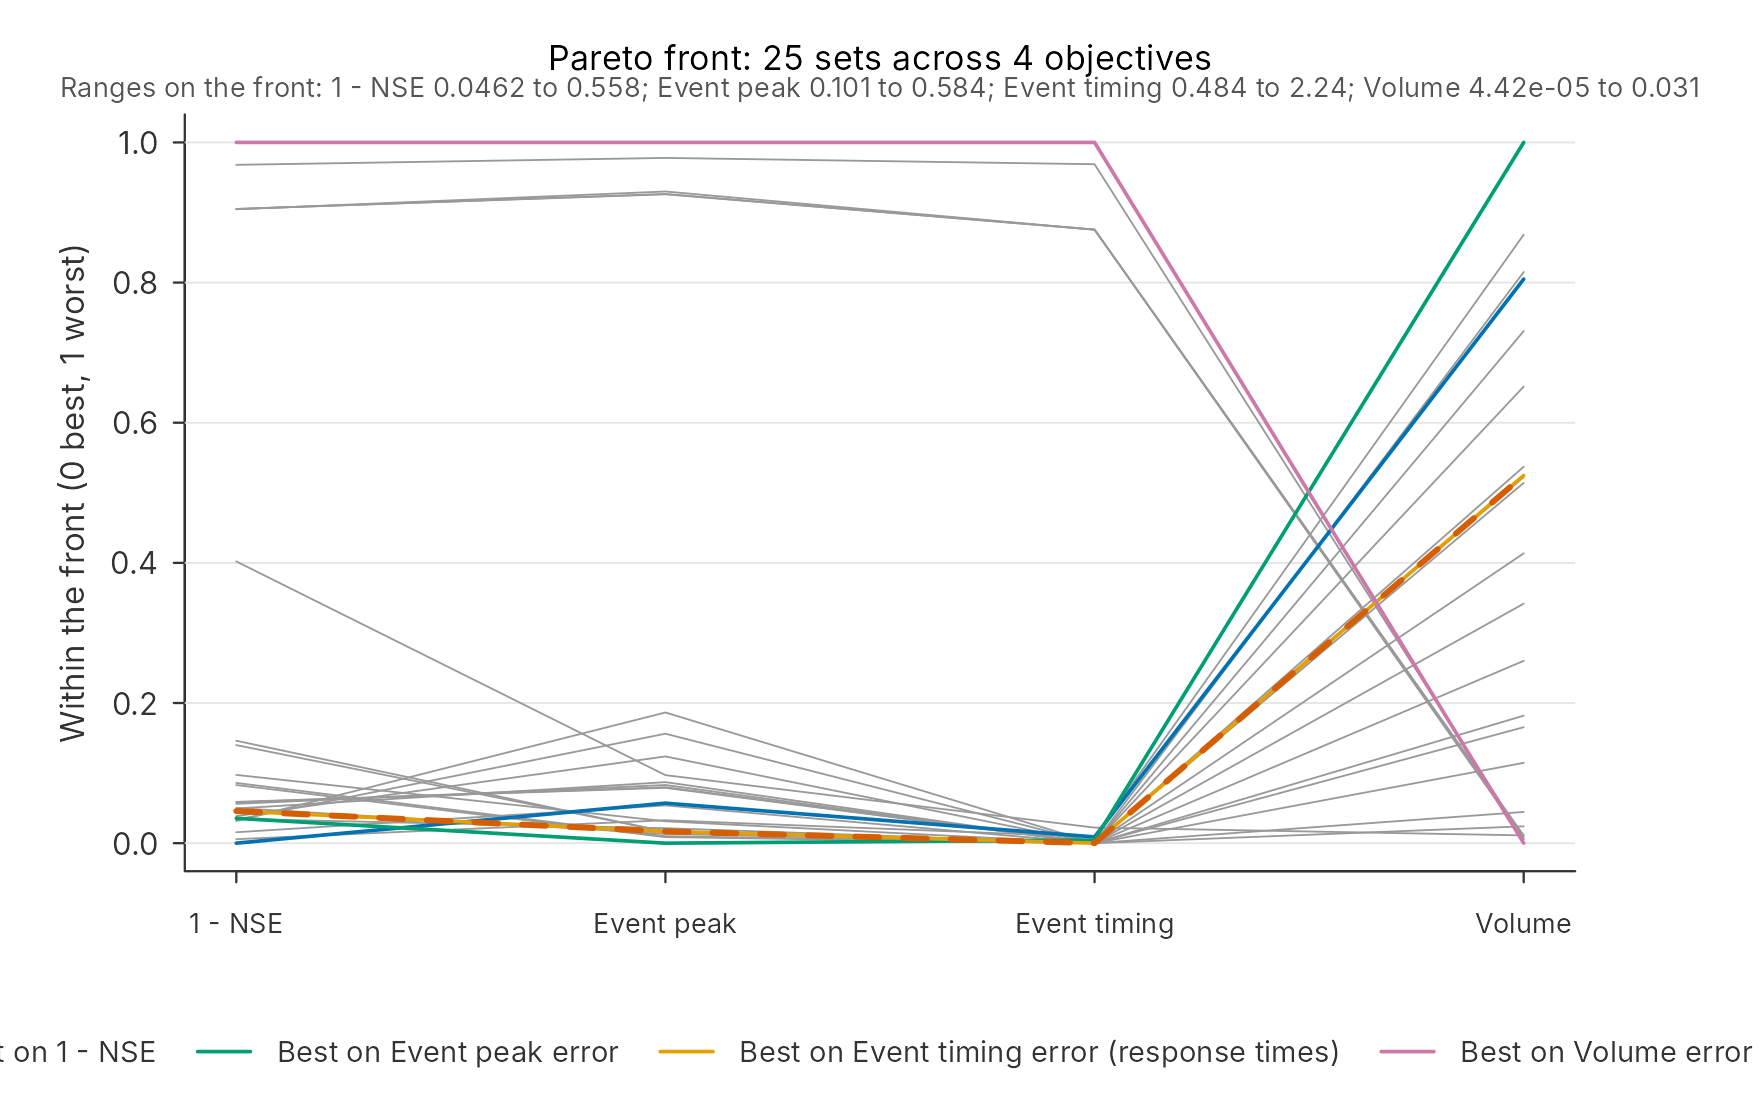 Pareto front: 25 sets across 4 objectives
Ranges on the front: 1 - NSE 0.0462 to 0.558; Event peak 0.101 to 0.584; Event timing 0.484 to 2.24; Volume 4.42e-05 to 0.031
Within the front (0 best, 1 worst)
1.0
0.8
0.6
0.4
0.2
0.0
1 - NSE Event peak Event timing Volume
on 1 - NSE Best on Event peak error Best on Event timing error (response times) Best on Volume error